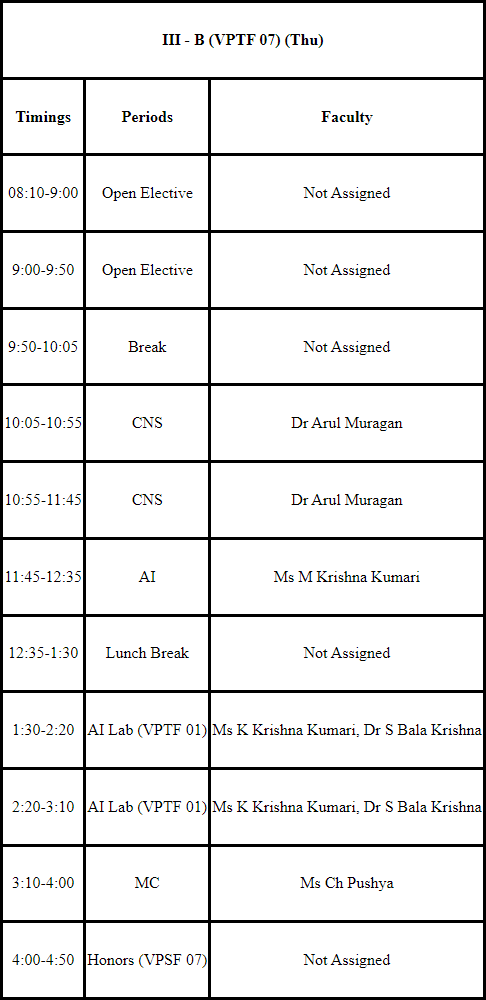 III - B (VPTF 07) (Thu)
Timings Periods Faculty
08:10-9:00 Open Elective Not Assigned
9:00-9:50 Open Elective Not Assigned
9:50-10:05 Break Not Assigned
10:05-10:55 CNS Dr Arul Muragan
10:55-11:45 CNS Dr Arul Muragan
11:45-12:35 AI Ms M Krishna Kumari
12:35-1:30 Lunch Break Not Assigned
1:30-2:20 AI Lab (VPTF 01) Ms K Krishna Kumari, Dr S Bala Krishna
2:20-3:10 AI Lab (VPTF 01) Ms K Krishna Kumari, Dr S Bala Krishna
3:10-4:00 MC Ms Ch Pushya
4:00-4:50 Honors (VPSF 07) Not Assigned